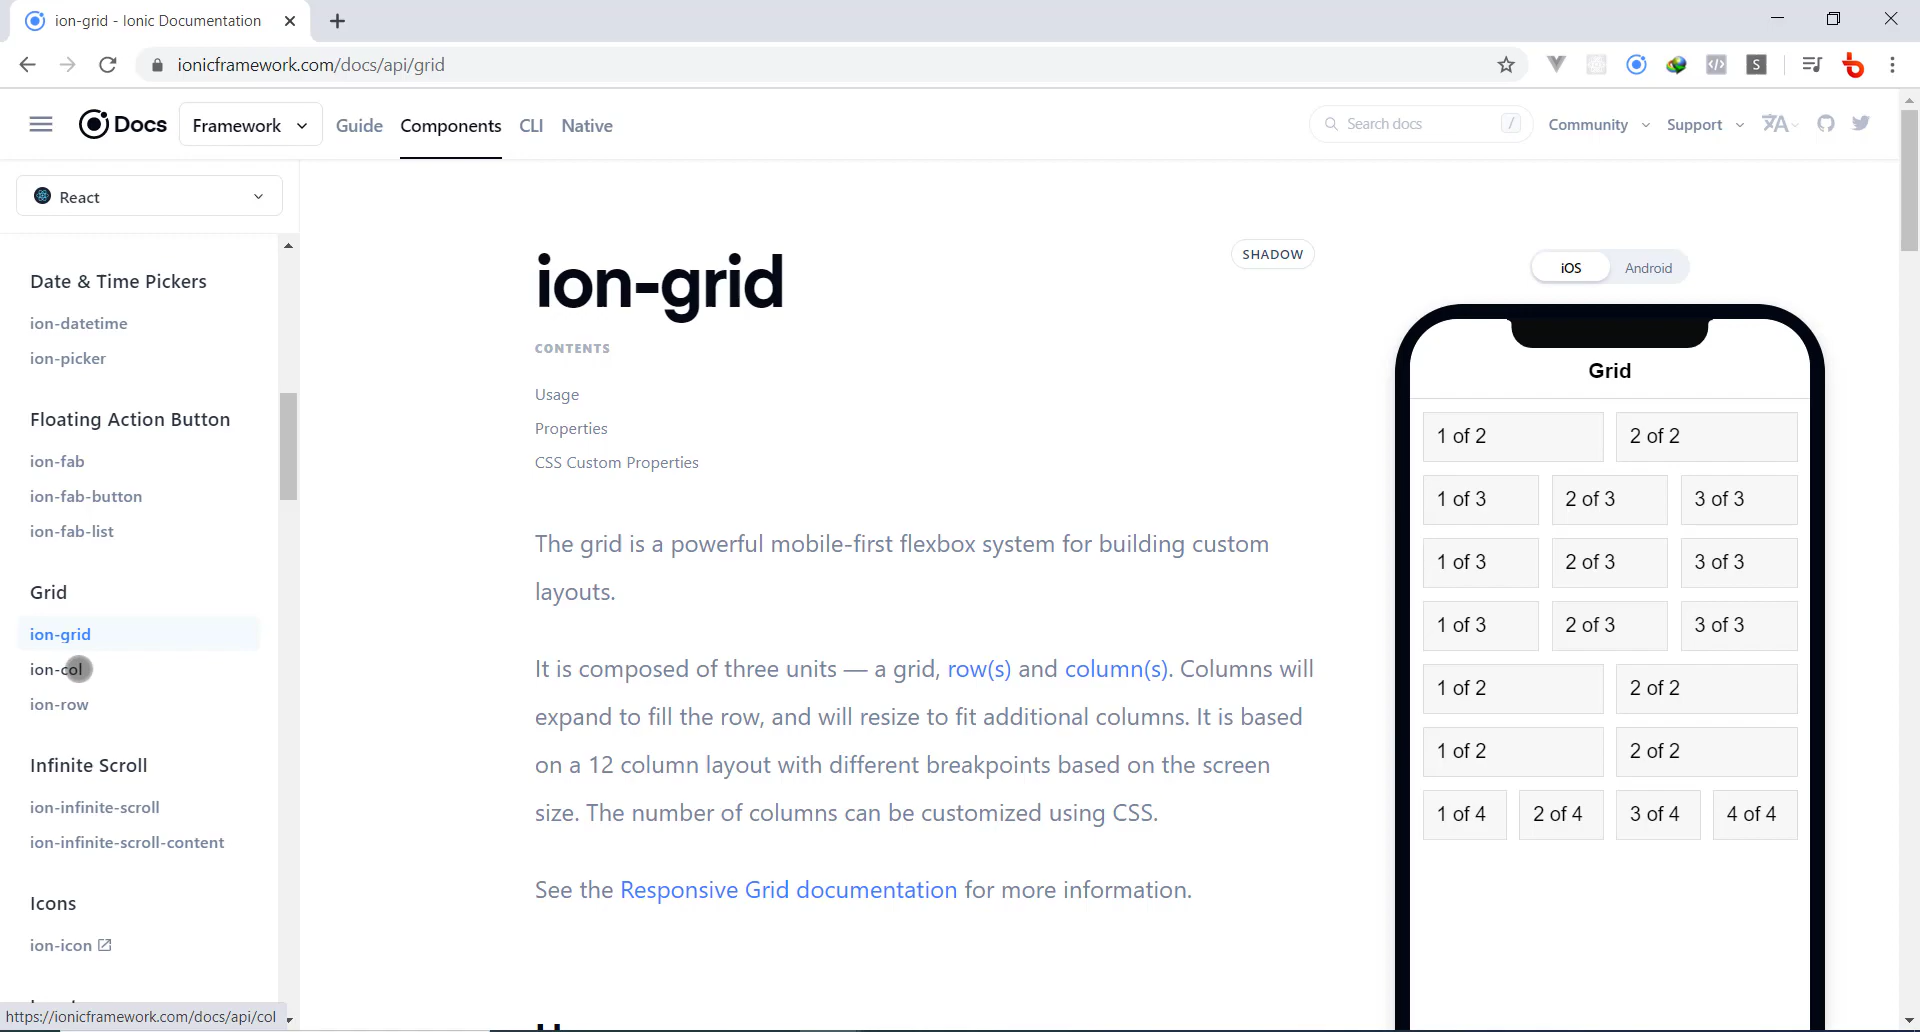 ion-grid - Ionic Documentation
ionicframework.com/docs/api/grid
S
Docs
Framework
Guide
Components
CLI
Native
Search docs
/
Community
Support
React
Date & Time Pickers
ion-datetime
ion-picker
Floating Action Button
ion-fab
ion-fab-button
ion-fab-list
Grid
ion-grid
ion-col
ion-row
Infinite Scroll
ion-infinite-scroll
ion-infinite-scroll-content
Icons
ion-icon
https://ionicframework.com/docs/api/col
ion-grid
SHADOW
CONTENTS
Usage
Properties
CSS Custom Properties
The grid is a powerful mobile-first flexbox system for building custom
layouts.
It is composed of three units — a grid, row(s) and column(s). Columns will
expand to fill the row, and will resize to fit additional columns. It is based
on a 12 column layout with different breakpoints based on the screen
size. The number of columns can be customized using CSS.
See the Responsive Grid documentation for more information.
iOS
Android
Grid
1 of 2 2 of 2
1 of 3 2 of 3 3 of 3
1 of 3 2 of 3 3 of 3
1 of 3 2 of 3 3 of 3
1 of 2 2 of 2
1 of 2 2 of 2
1 of 4 2 of 4 3 of 4 4 of 4